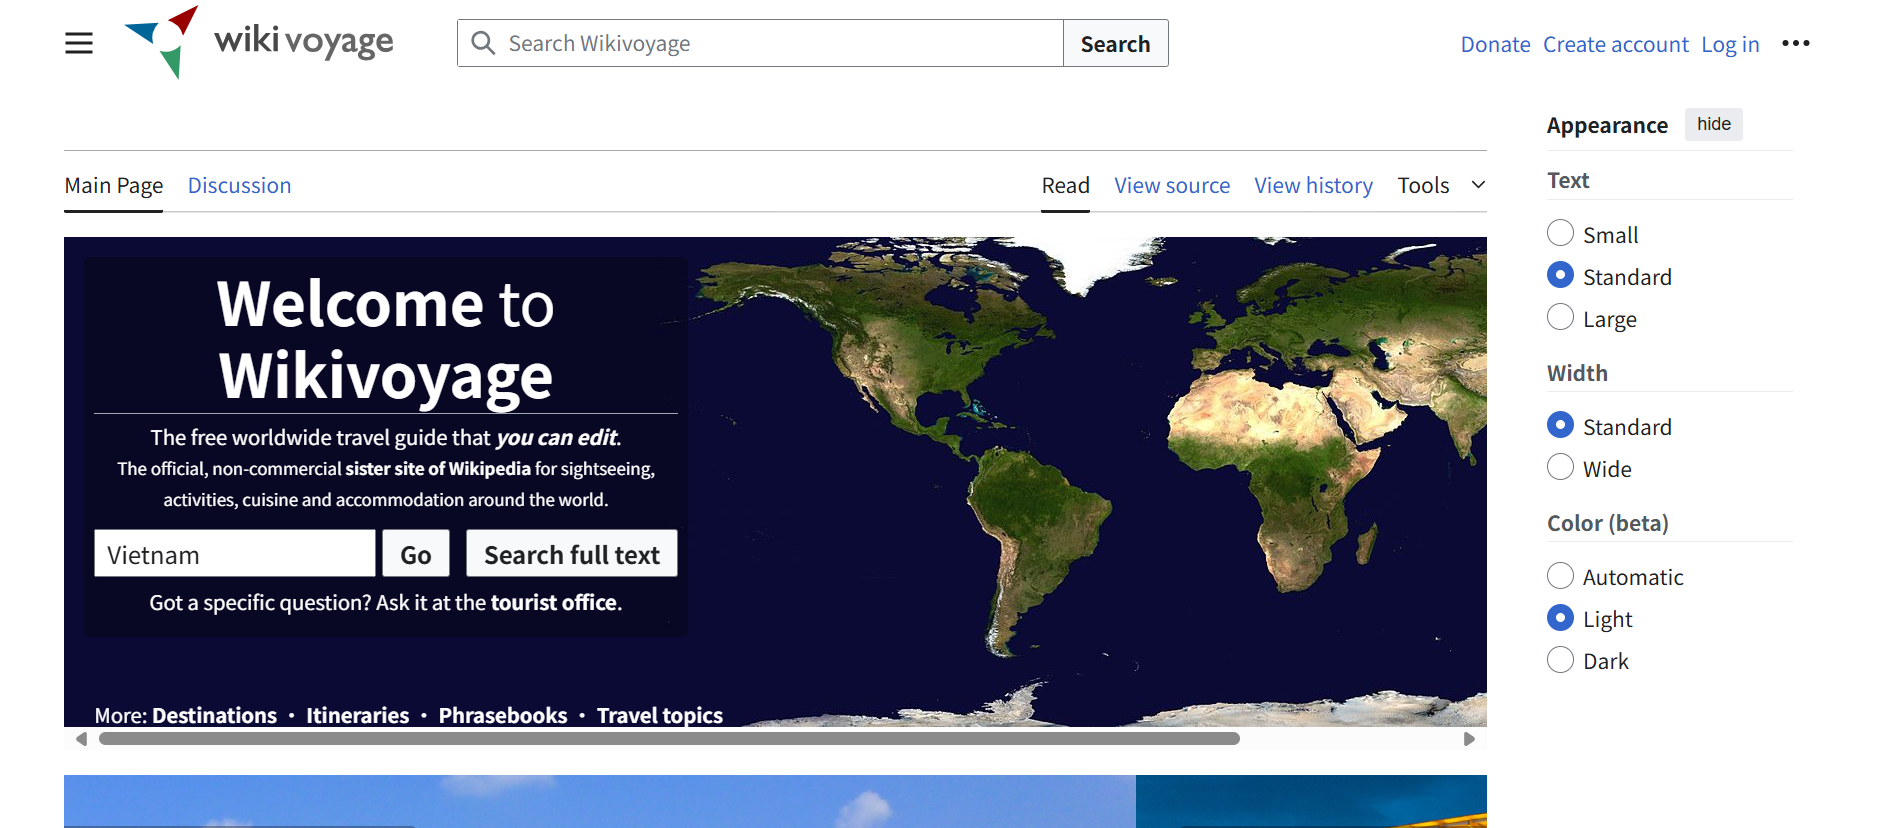 wikivoyage
Search Wikivoyage
Search
Donate Create account Log in
Appearance hide
Main Page Discussion Read View source View history Tools
Text
Small
Standard
Large
Width
Standard
Wide
Color (beta)
Automatic
Light
Dark
Welcome to
Wikivoyage
The free worldwide travel guide that you can edit.
The official, non-commercial sister site of Wikipedia for sightseeing,
activities, cuisine and accommodation around the world.
Vietnam Go Search full text
Got a specific question? Ask it at the tourist office.
More: Destinations • Itineraries • Phrasebooks • Travel topics